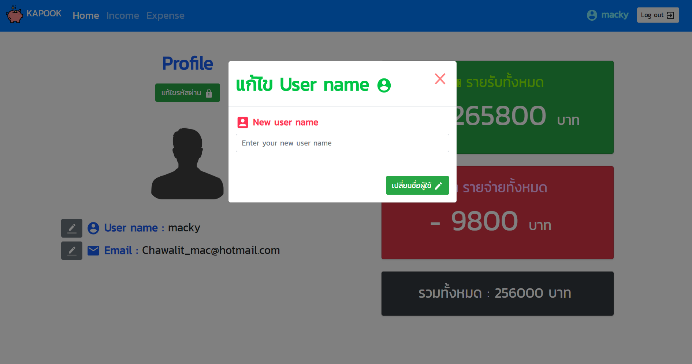 KAPOOK Home Income Expense macky Log out
Profile
แก้ไขรหัสผ่าน
User name : macky
Email : Chawalit_mac@hotmail.com
แก้ไข User name
New user name
Enter your new user name
เปลี่ยนชื่อผู้ใช้
รายรับทั้งหมด
265800 บาท
รายจ่ายทั้งหมด
- 9800 บาท
รวมทั้งหมด : 256000 บาท